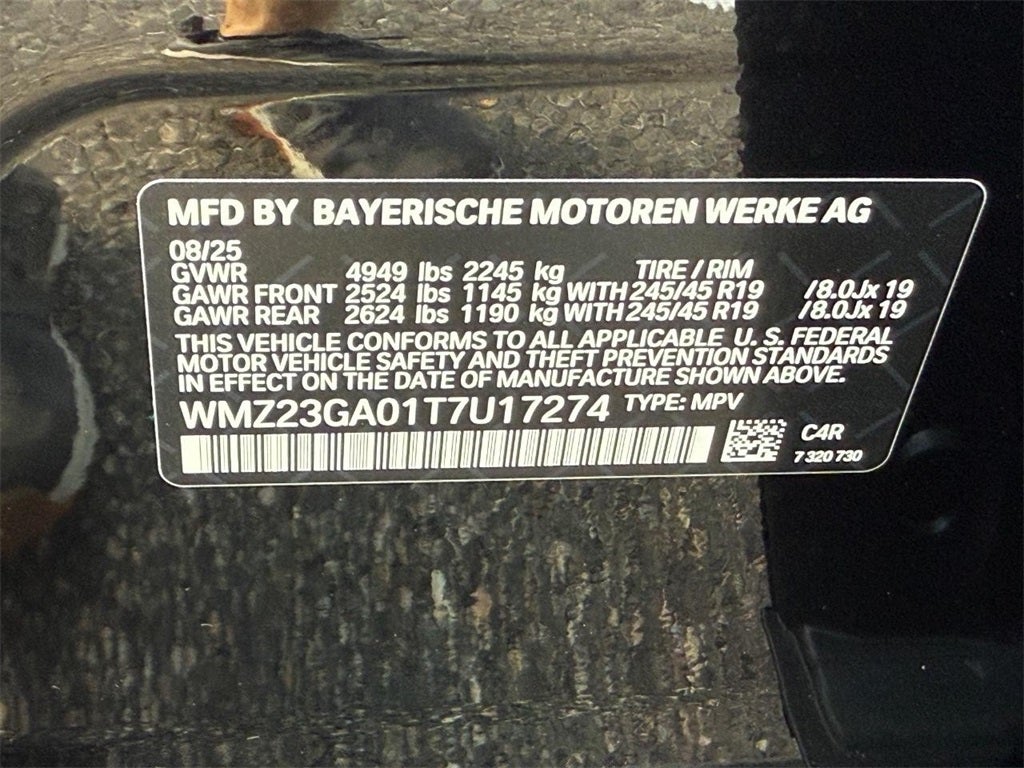 MFD BY BAYERISCHE MOTOREN WERKE AG
08/25
GVWR 4949 lbs 2245 kg TIRE / RIM
GAWR FRONT 2524 lbs 1145 kg WITH 245/45 R19 /8.0Jx 19
GAWR REAR 2624 lbs 1190 kg WITH 245/45 R19 /8.0Jx 19
THIS VEHICLE CONFORMS TO ALL APPLICABLE U. S. FEDERAL
MOTOR VEHICLE SAFETY AND THEFT PREVENTION STANDARDS
IN EFFECT ON THE DATE OF MANUFACTURE SHOWN ABOVE.
WMZ23GA01T7U17274 TYPE: MPV
C4R
7 320 730